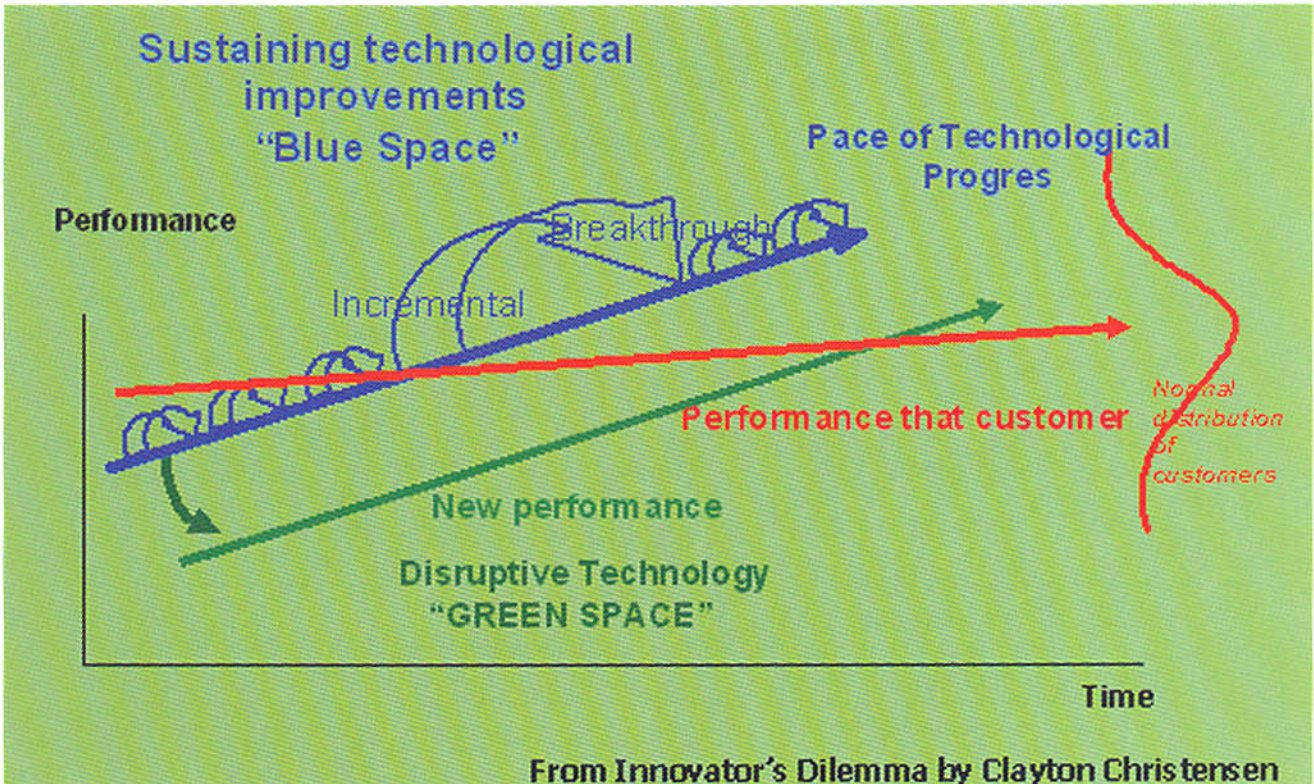 Sustaining technological
improvements
“Blue Space”
Pace of Technological
Progres
Performance
Breakthrough
Incremental
Performance that customer
Normal
distribution
of
customers
New performance
Disruptive Technology
“GREEN SPACE”
Time
From Innovator’s Dilemma by Clayton Christensen